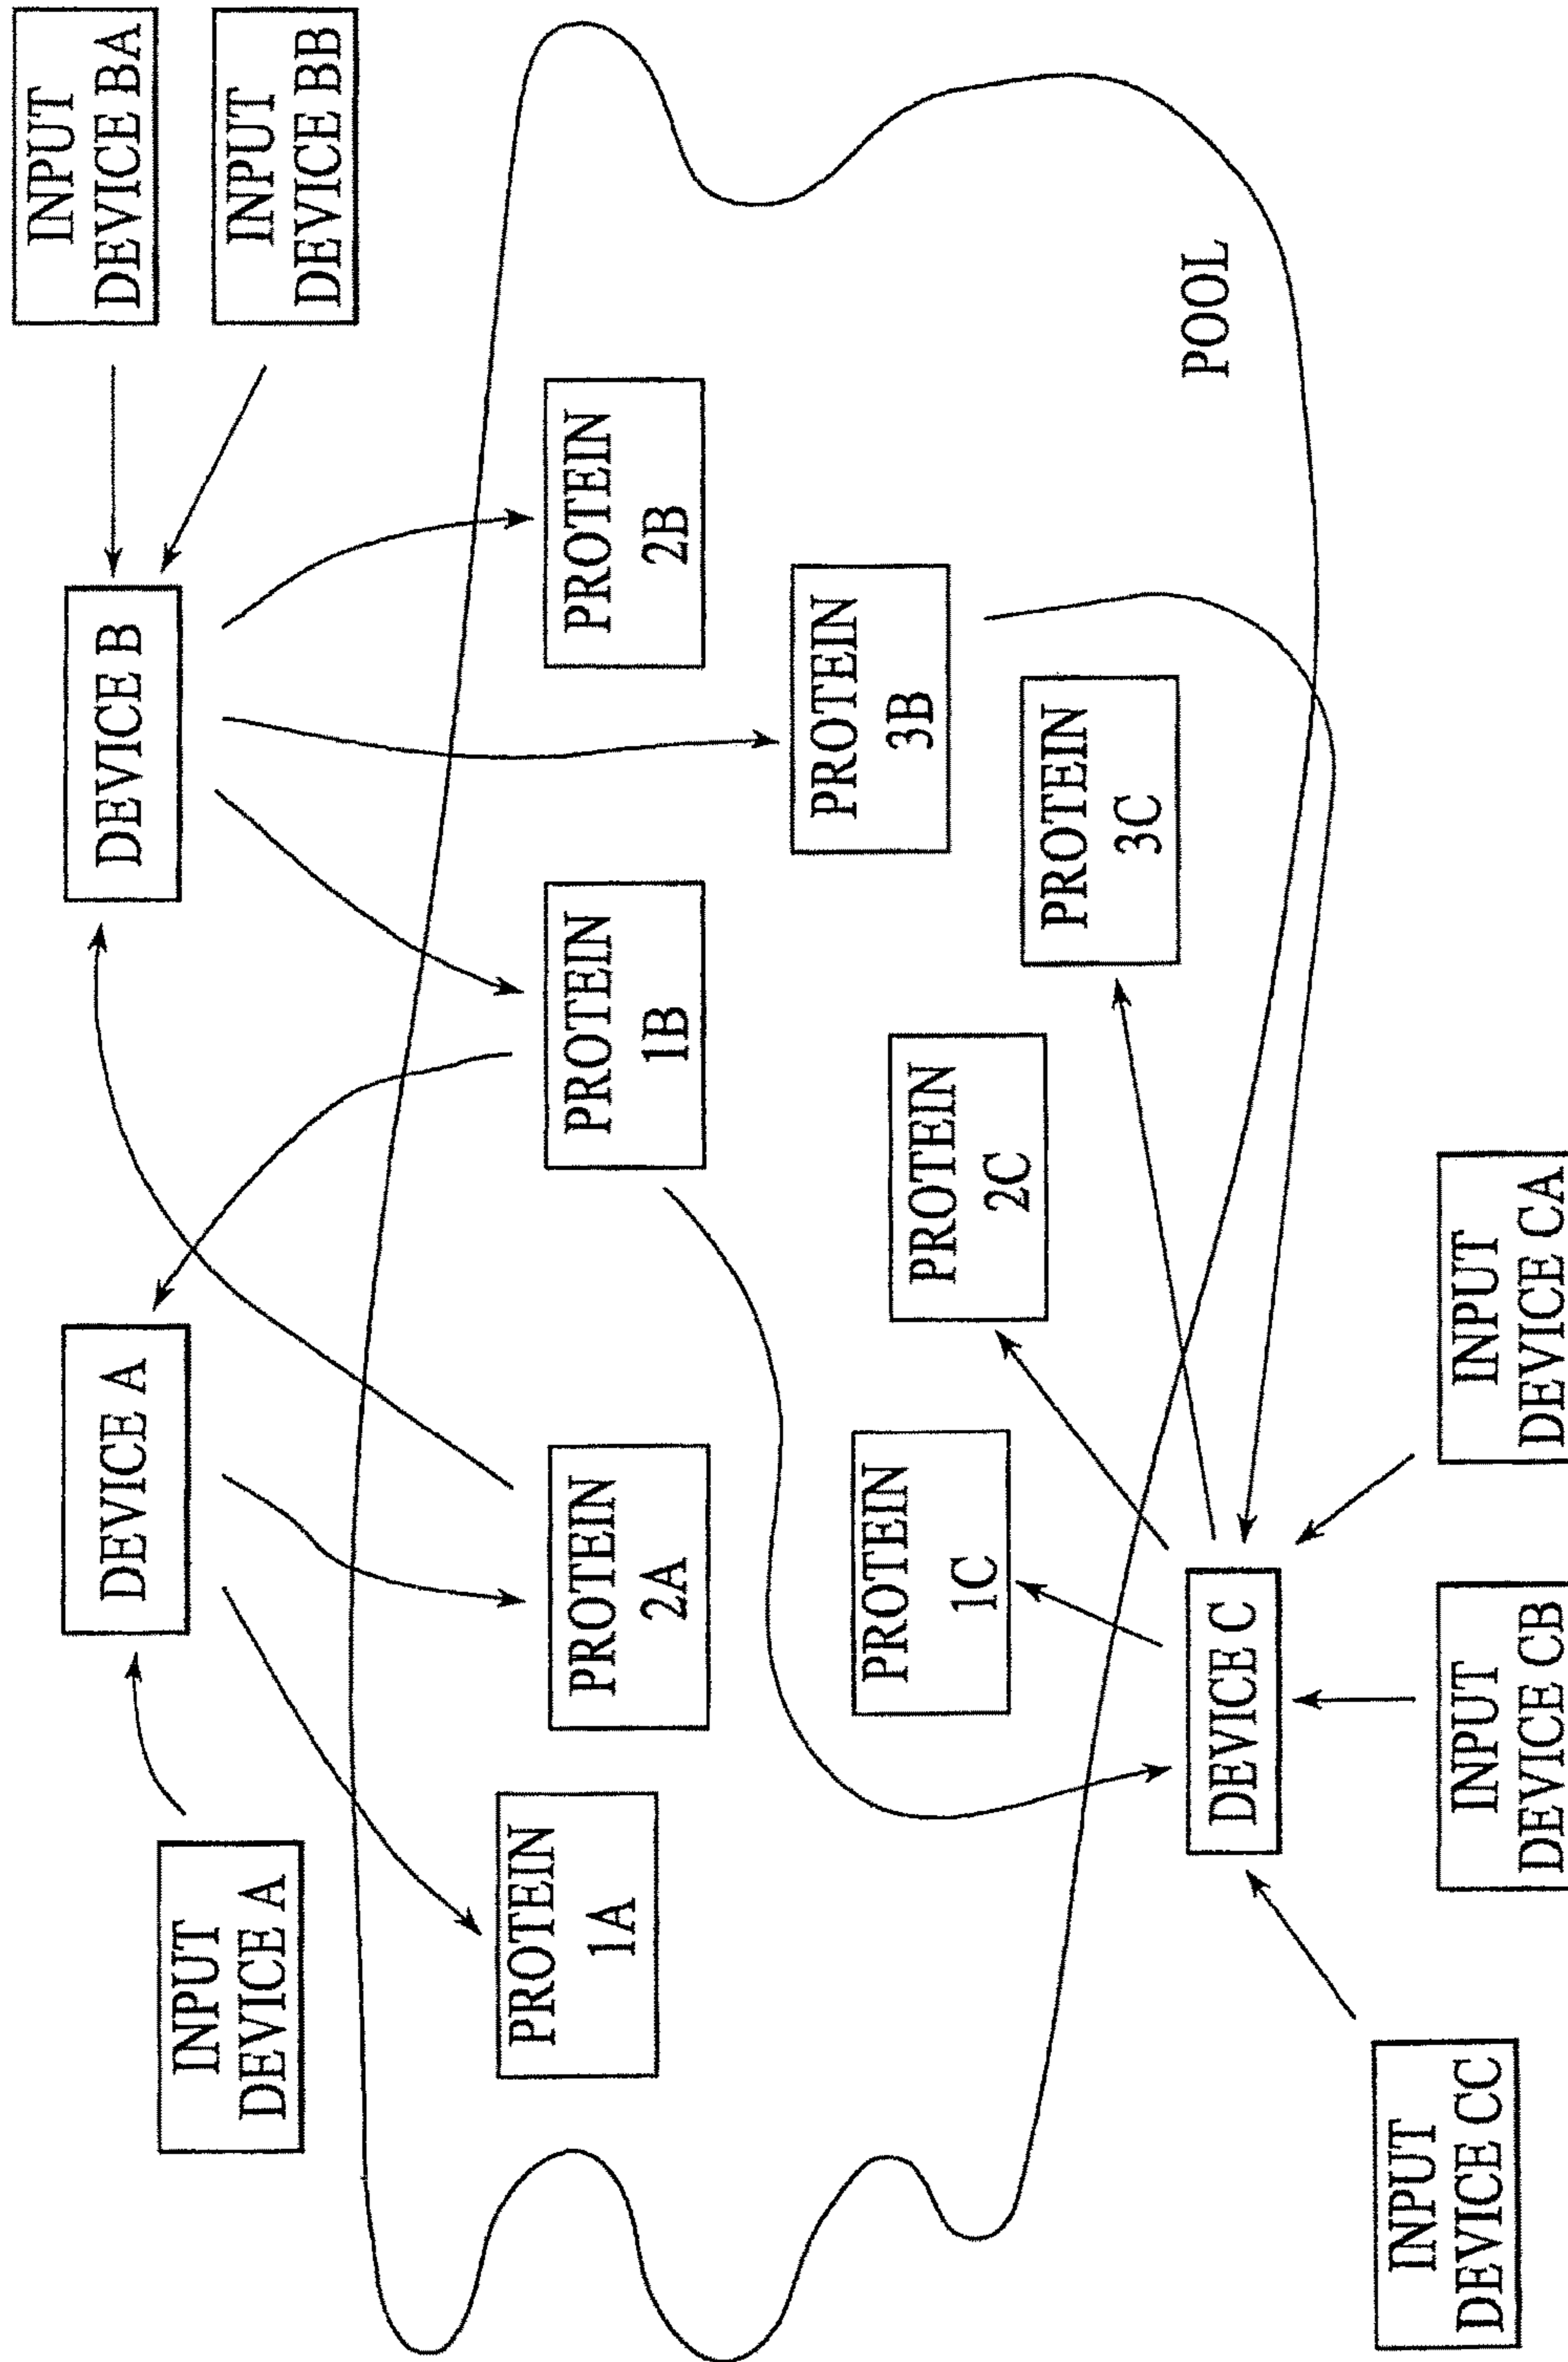 INPUT
DEVICE A
DEVICE A
DEVICE B
INPUT
DEVICE BA
INPUT
DEVICE BB
PROTEIN
1A
PROTEIN
2A
PROTEIN
1B
PROTEIN
2B
PROTEIN
3B
PROTEIN
1C
PROTEIN
2C
PROTEIN
3C
POOL
DEVICE C
INPUT
DEVICE CC
INPUT
DEVICE CB
INPUT
DEVICE CA